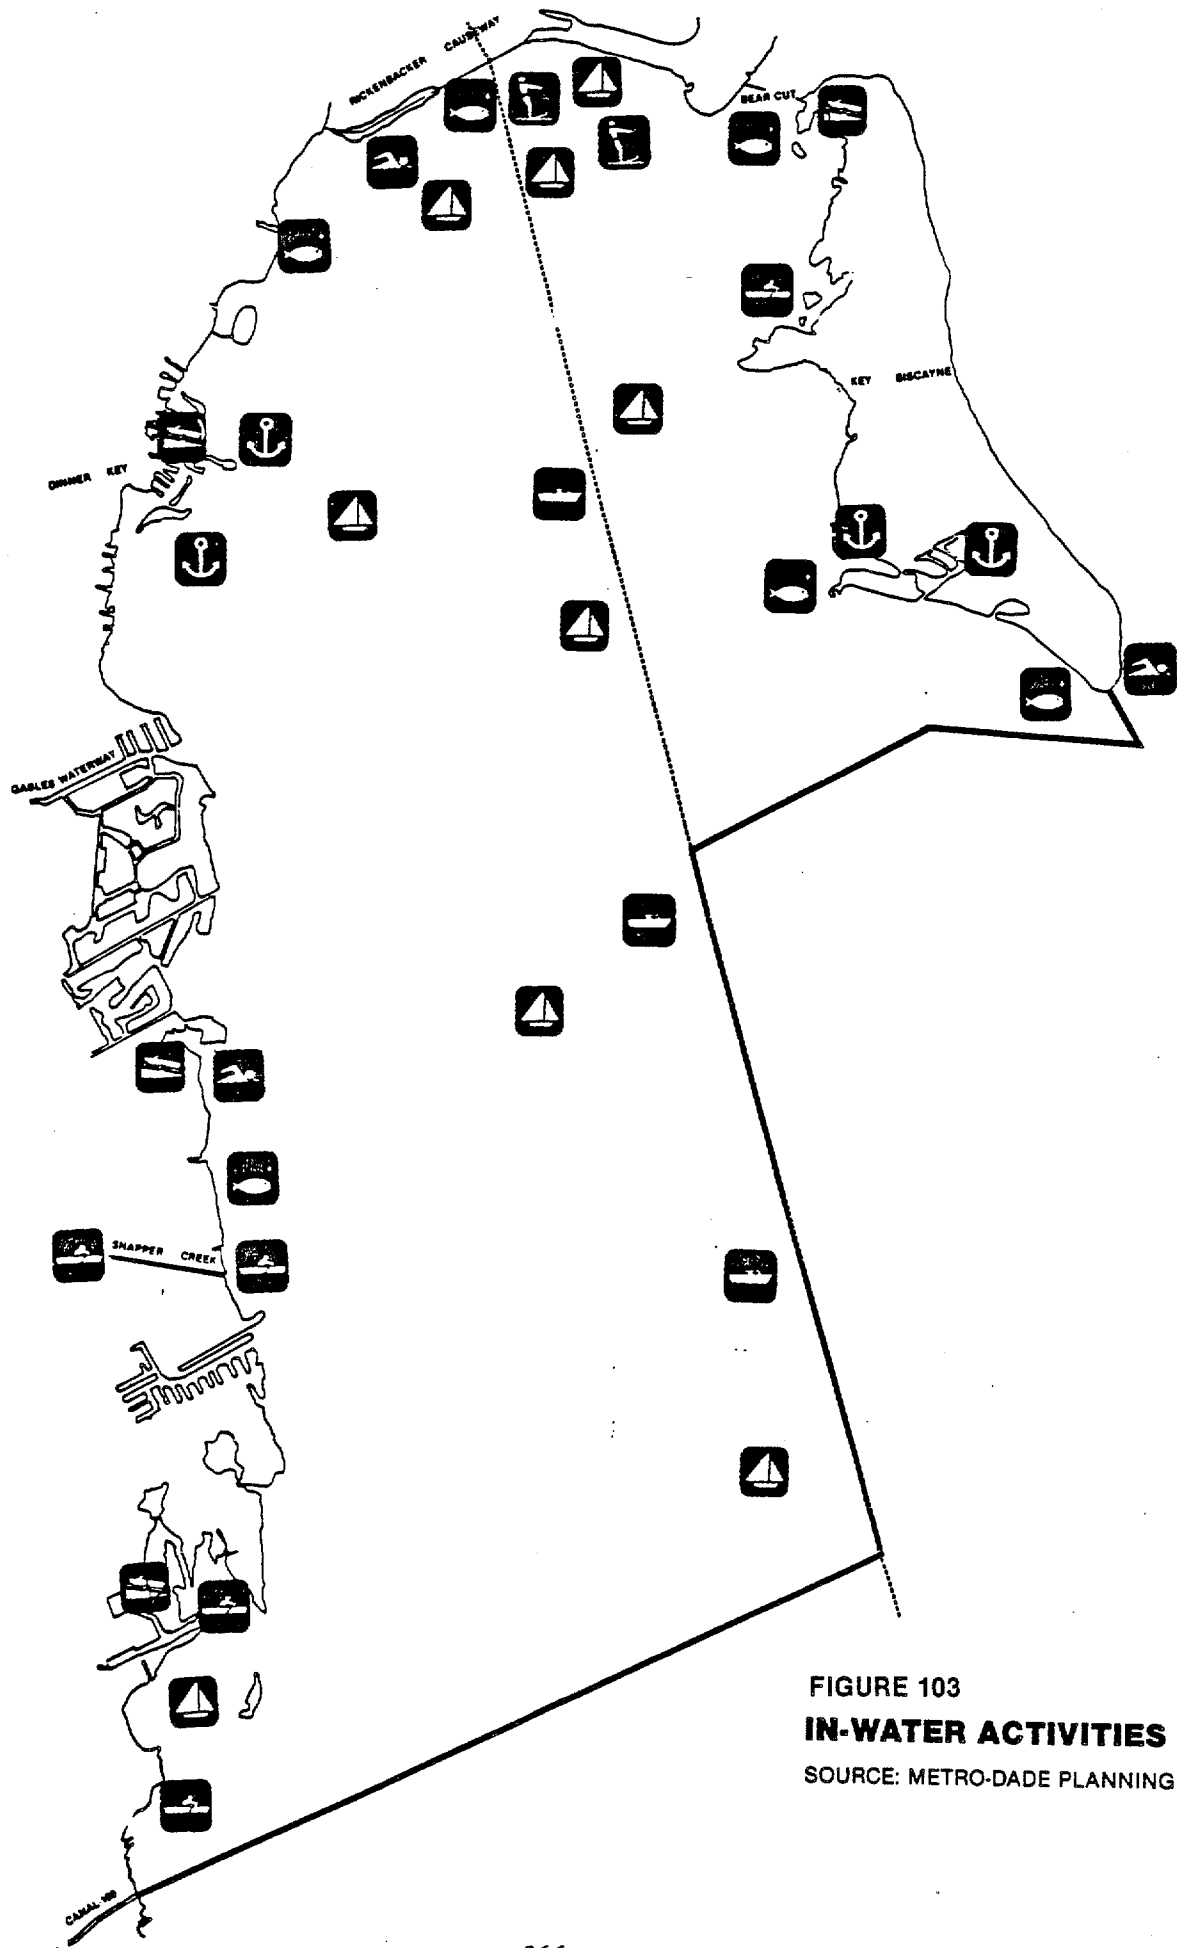 RICKENBACKER CAUSEWAY
BEAR CUT
KEY BISCAYNE
DINNER KEY
GABLES WATERWAY
SNAPPER CREEK
FIGURE 103
IN-WATER ACTIVITIES
SOURCE: METRO-DADE PLANNING
CANAL 100